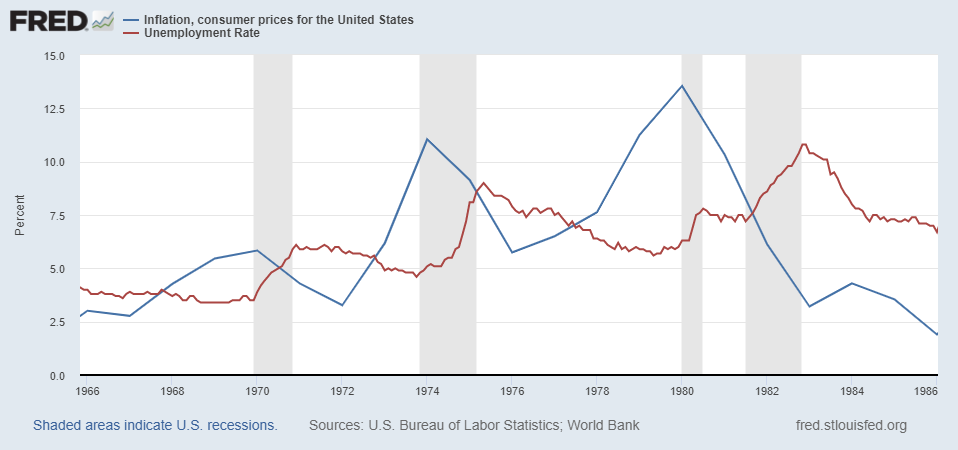 FRED
Inflation, consumer prices for the United States
Unemployment Rate
15.0
12.5
10.0
7.5
5.0
2.5
0.0
Percent
1966 1968 1970 1972 1974 1976 1978 1980 1982 1984 1986
Shaded areas indicate U.S. recessions. Sources: U.S. Bureau of Labor Statistics; World Bank fred.stlouisfed.org